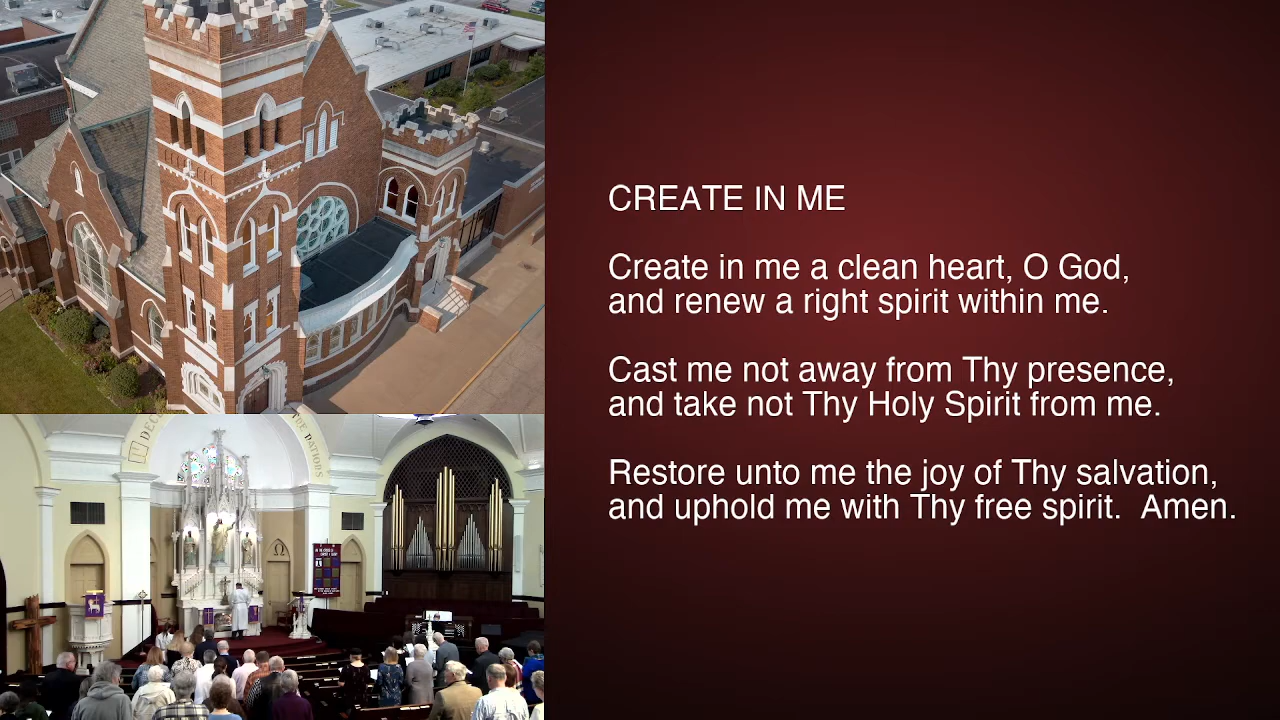 CREATE IN ME
Create in me a clean heart, O God,
and renew a right spirit within me.
Cast me not away from Thy presence,
and take not Thy Holy Spirit from me.
Restore unto me the joy of Thy salvation,
and uphold me with Thy free spirit.  Amen.
NATIONS
Ω